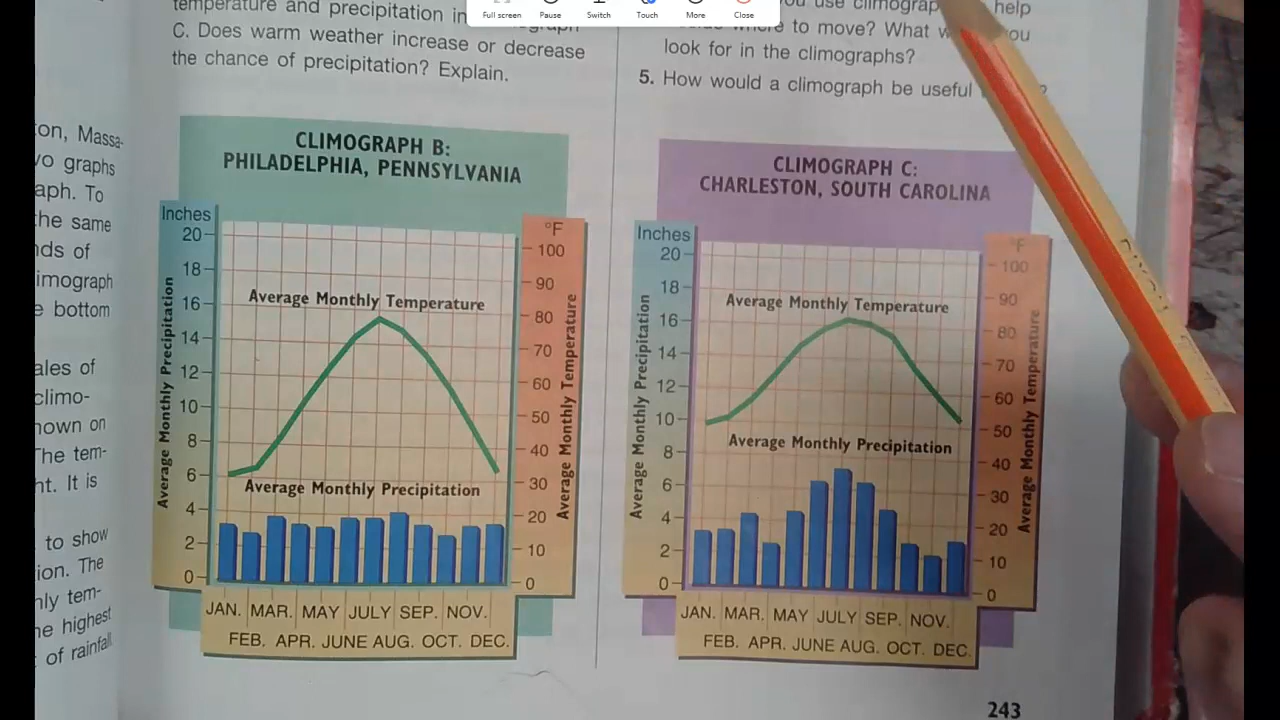 Full screen
Pause
Switch
Touch
More
Close
temperature and precipitation in
C. Does warm weather increase or decrease
the chance of precipitation? Explain.
use climograp help
to move? What
look for in the climographs?
5. How would a climograph be useful
on, Massa-
graphs
aph. To
the same
of
imograph
bottom
ales of
climo-
own on
The tem-
It is
to show
ion. The
tem-
highest
of rainfall
CLIMOGRAPH B:
PHILADELPHIA, PENNSYLVANIA
Inches
20
18
16
14
12
10
8
6
4
2
0
Average Monthly Precipitation
Average Monthly Temperature
Average Monthly Precipitation
°F
100
90
80
70
60
50
40
30
20
10
0
Average Monthly Temperature
JAN. MAR. MAY JULY SEP. NOV.
FEB. APR. JUNE AUG. OCT. DEC.
CLIMOGRAPH C:
CHARLESTON, SOUTH CAROLINA
Inches
20
18
16
14
12
10
8
6
4
2
0
Average Monthly Precipitation
Average Monthly Temperature
Average Monthly Precipitation
°F
100
90
80
70
60
50
40
30
20
10
0
Average Monthly Temperature
JAN. MAR. MAY JULY SEP. NOV.
FEB. APR. JUNE AUG. OCT. DEC.
243